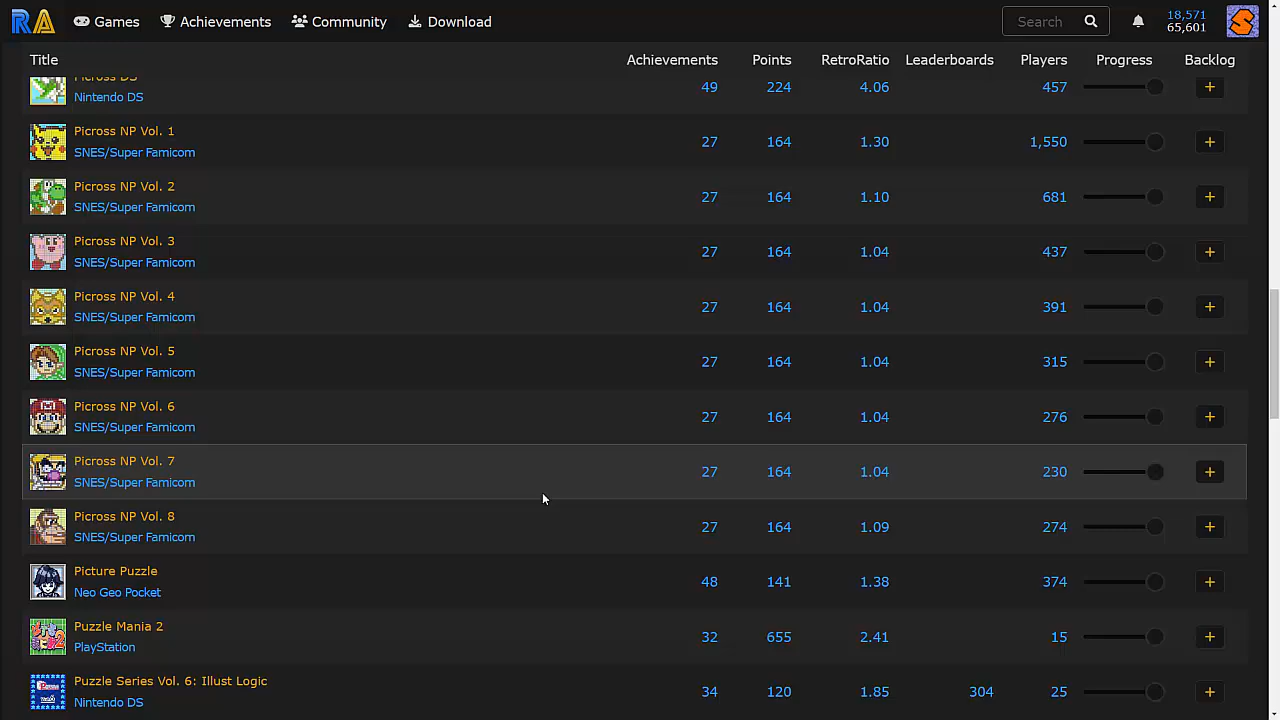 RA Games Achievements Community Download Search 18,571
65,601
Title Achievements Points RetroRatio Leaderboards Players Progress Backlog
Picross DS
Nintendo DS 49 224 4.06 457 +
Picross NP Vol. 1
SNES/Super Famicom 27 164 1.30 1,550 +
Picross NP Vol. 2
SNES/Super Famicom 27 164 1.10 681 +
Picross NP Vol. 3
SNES/Super Famicom 27 164 1.04 437 +
Picross NP Vol. 4
SNES/Super Famicom 27 164 1.04 391 +
Picross NP Vol. 5
SNES/Super Famicom 27 164 1.04 315 +
Picross NP Vol. 6
SNES/Super Famicom 27 164 1.04 276 +
Picross NP Vol. 7
SNES/Super Famicom 27 164 1.04 230 +
Picross NP Vol. 8
SNES/Super Famicom 27 164 1.09 274 +
Picture Puzzle
Neo Geo Pocket 48 141 1.38 374 +
Puzzle Mania 2
PlayStation 32 655 2.41 15 +
Puzzle Series Vol. 6: Illust Logic
Nintendo DS 34 120 1.85 304 25 +